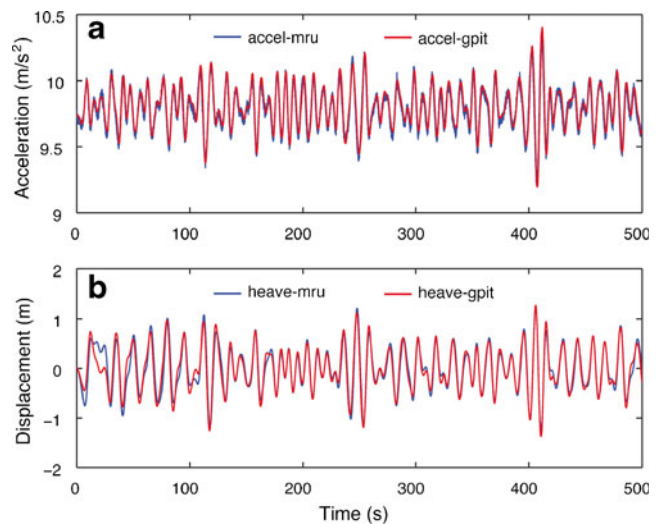 a
accel-mru
accel-gpit
Acceleration (m/s²)
10.5
10
9.5
9
0
100
200
300
400
500
b
heave-mru
heave-gpit
Displacement (m)
2
1
0
−1
−2
0
100
200
300
400
500
Time (s)